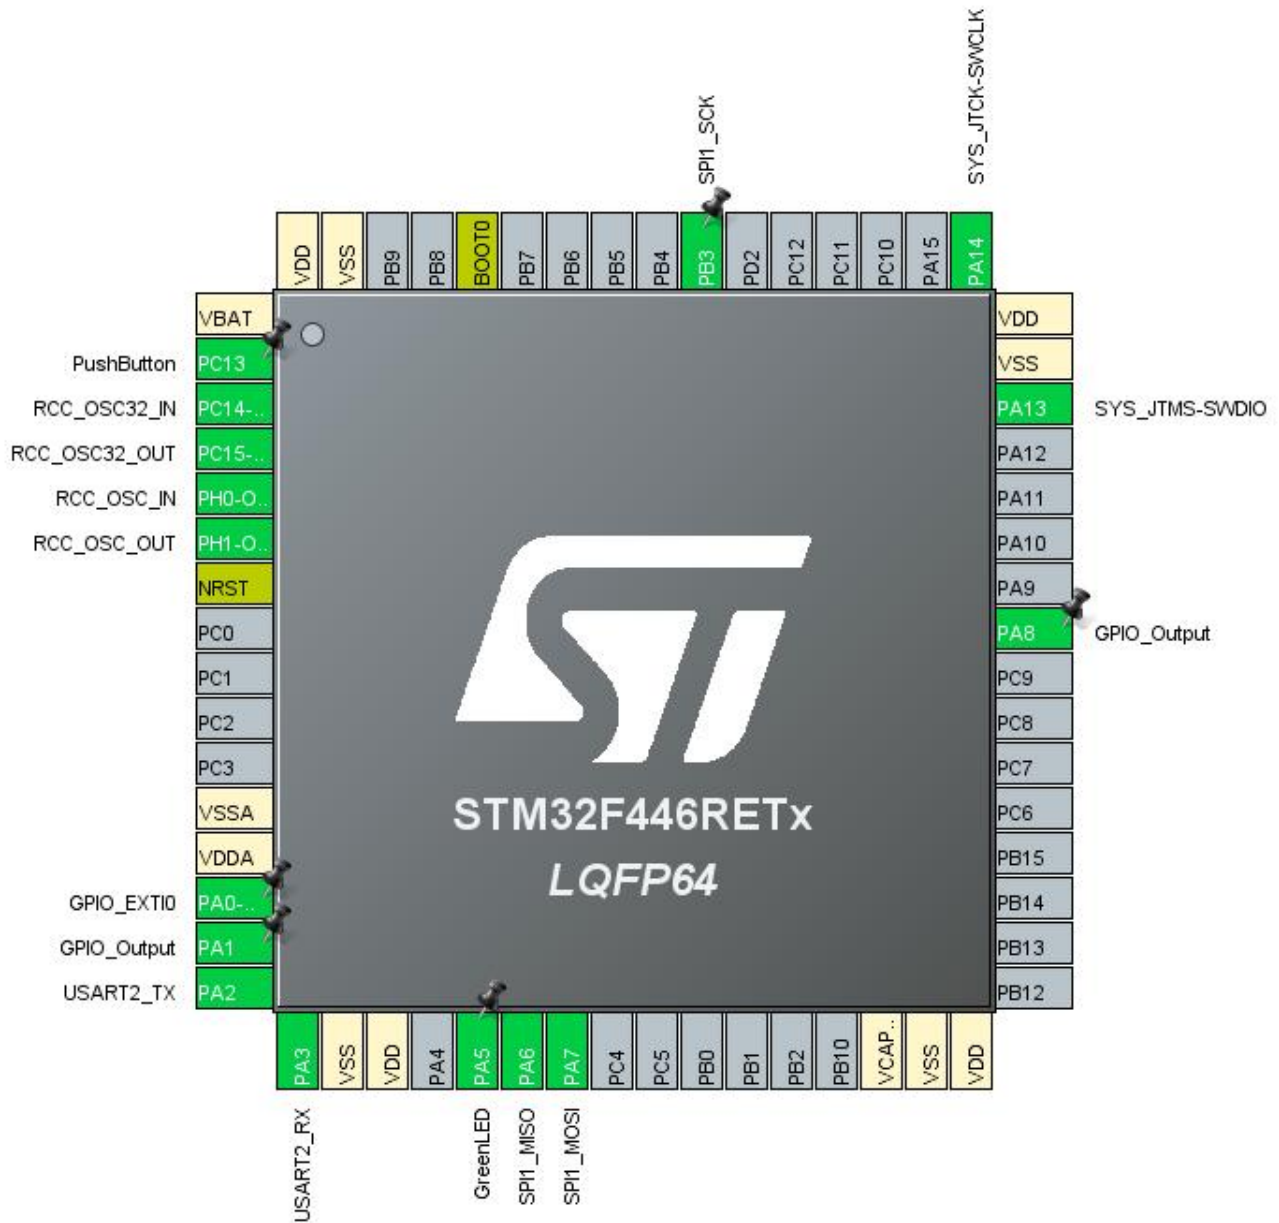 SPI1_SCK
SYS_JTCK-SWCLK
VDD
VSS
PB9
PB8
BOOT0
PB7
PB6
PB5
PB4
PB3
PD2
PC12
PC11
PC10
PA15
PA14
VBAT
PushButton PC13
RCC_OSC32_IN PC14-..
RCC_OSC32_OUT PC15-..
RCC_OSC_IN PH0-O..
RCC_OSC_OUT PH1-O..
NRST
PC0
PC1
PC2
PC3
VSSA
VDDA
GPIO_EXTI0 PA0-..
GPIO_Output PA1
USART2_TX PA2
ST
STM32F446RETx
LQFP64
VDD
VSS
PA13 SYS_JTMS-SWDIO
PA12
PA11
PA10
PA9
PA8 GPIO_Output
PC9
PC8
PC7
PC6
PB15
PB14
PB13
PB12
PA3
VSS
VDD
PA4
PA5
PA6
PA7
PC4
PC5
PB0
PB1
PB2
PB10
VCAP..
VSS
VDD
USART2_RX
GreenLED
SPI1_MISO
SPI1_MOSI